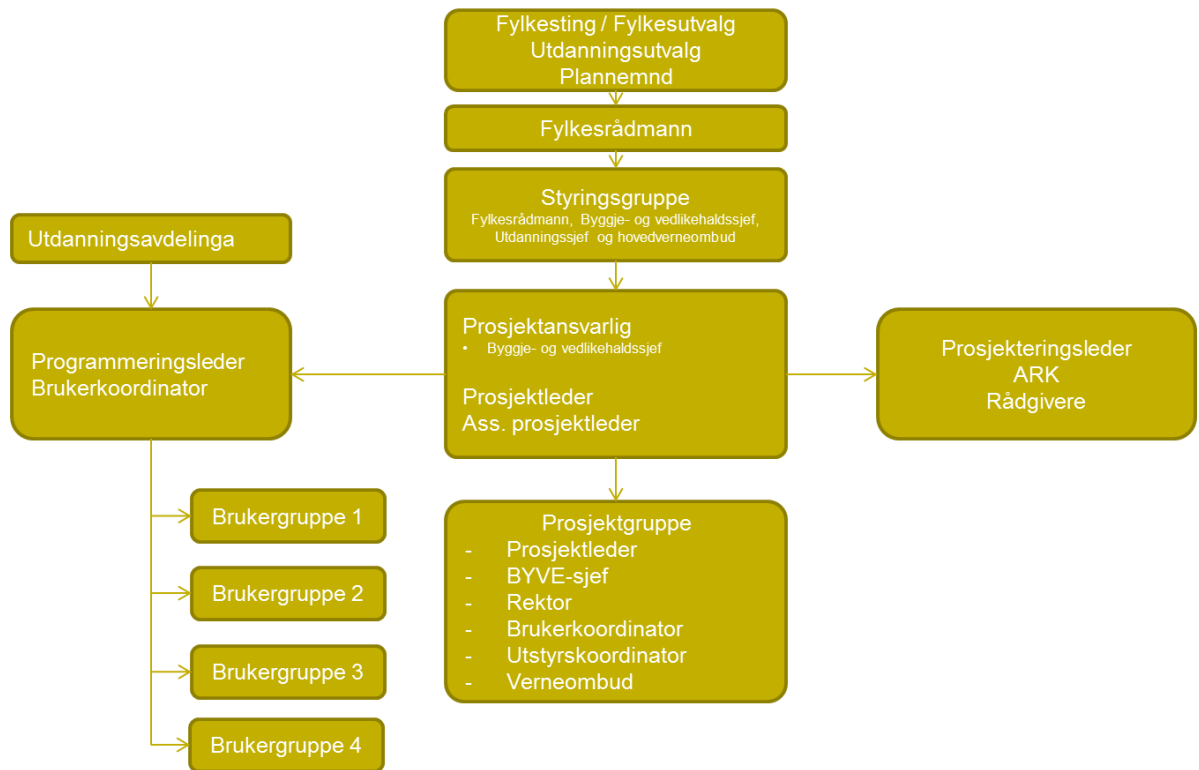 Fylkesting / Fylkesutvalg
Utdanningsutvalg
Plannemnd
Fylkesrådmann
Styringsgruppe
Fylkesrådmann, Byggje- og vedlikehaldssjef,
Utdanningssjef og hovedverneombud
Utdanningsavdelinga
Programmeringsleder
Brukerkoordinator
Prosjektansvarlig
• Byggje- og vedlikehaldssjef
Prosjektleder
Ass. prosjektleder
Prosjekteringsleder
ARK
Rådgivere
Brukergruppe 1
Brukergruppe 2
Brukergruppe 3
Brukergruppe 4
Prosjektgruppe
- Prosjektleder
- BYVE-sjef
- Rektor
- Brukerkoordinator
- Utstyrskoordinator
- Verneombud